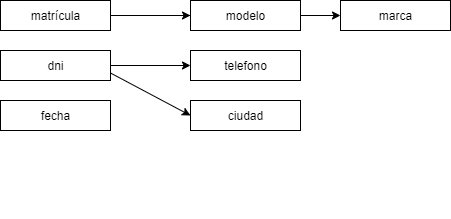 matrícula
modelo
marca
dni
telefono
fecha
ciudad